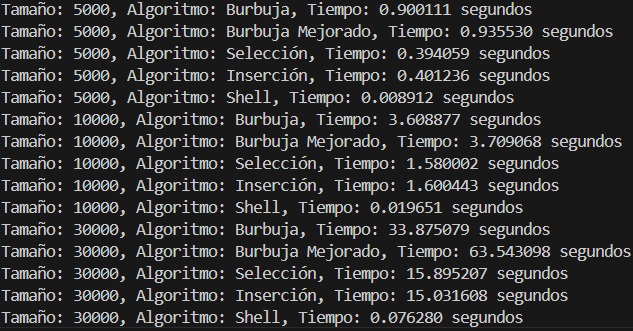 Tamaño: 5000, Algoritmo: Burbuja, Tiempo: 0.900111 segundos
Tamaño: 5000, Algoritmo: Burbuja Mejorado, Tiempo: 0.935530 segundos
Tamaño: 5000, Algoritmo: Selección, Tiempo: 0.394059 segundos
Tamaño: 5000, Algoritmo: Inserción, Tiempo: 0.401236 segundos
Tamaño: 5000, Algoritmo: Shell, Tiempo: 0.008912 segundos
Tamaño: 10000, Algoritmo: Burbuja, Tiempo: 3.608877 segundos
Tamaño: 10000, Algoritmo: Burbuja Mejorado, Tiempo: 3.709068 segundos
Tamaño: 10000, Algoritmo: Selección, Tiempo: 1.580002 segundos
Tamaño: 10000, Algoritmo: Inserción, Tiempo: 1.600443 segundos
Tamaño: 10000, Algoritmo: Shell, Tiempo: 0.019651 segundos
Tamaño: 30000, Algoritmo: Burbuja, Tiempo: 33.875079 segundos
Tamaño: 30000, Algoritmo: Burbuja Mejorado, Tiempo: 63.543098 segundos
Tamaño: 30000, Algoritmo: Selección, Tiempo: 15.895207 segundos
Tamaño: 30000, Algoritmo: Inserción, Tiempo: 15.031608 segundos
Tamaño: 30000, Algoritmo: Shell, Tiempo: 0.076280 segundos